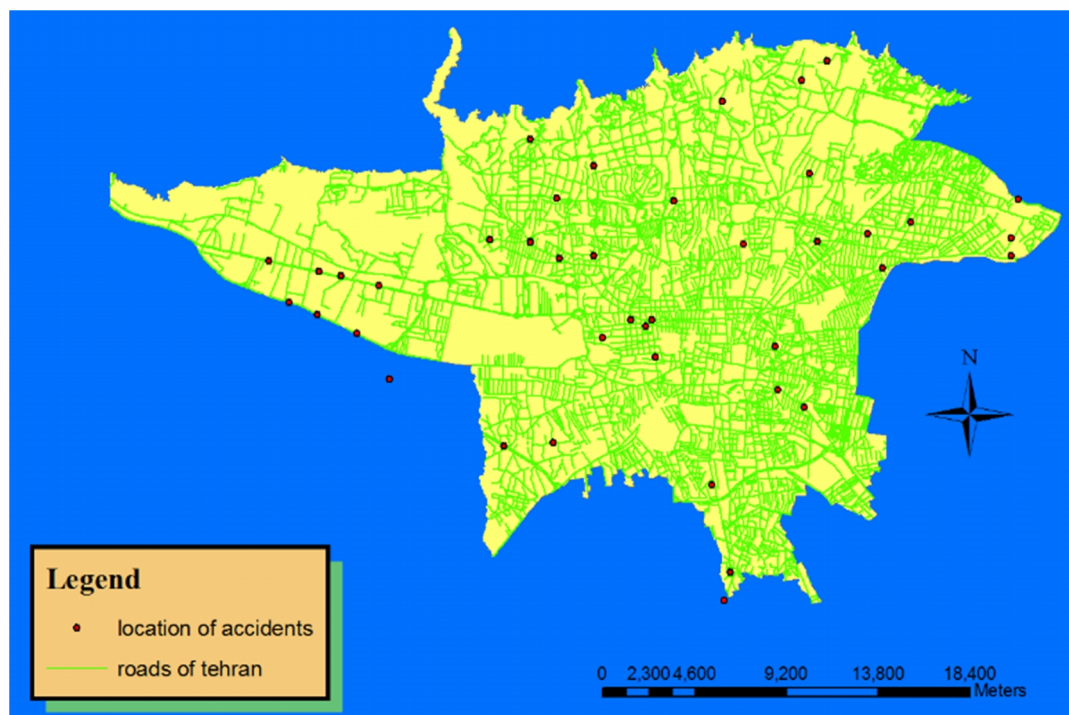 N
Legend
location of accidents
roads of tehran
0 2,300 4,600 9,200 13,800 18,400
Meters